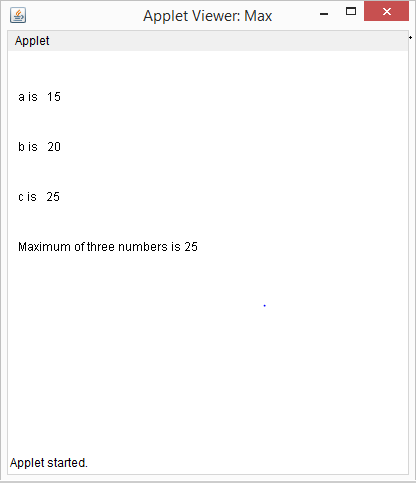 Applet Viewer: Max
Applet
a is 15
b is 20
c is 25
Maximum of three numbers is 25
Applet started.